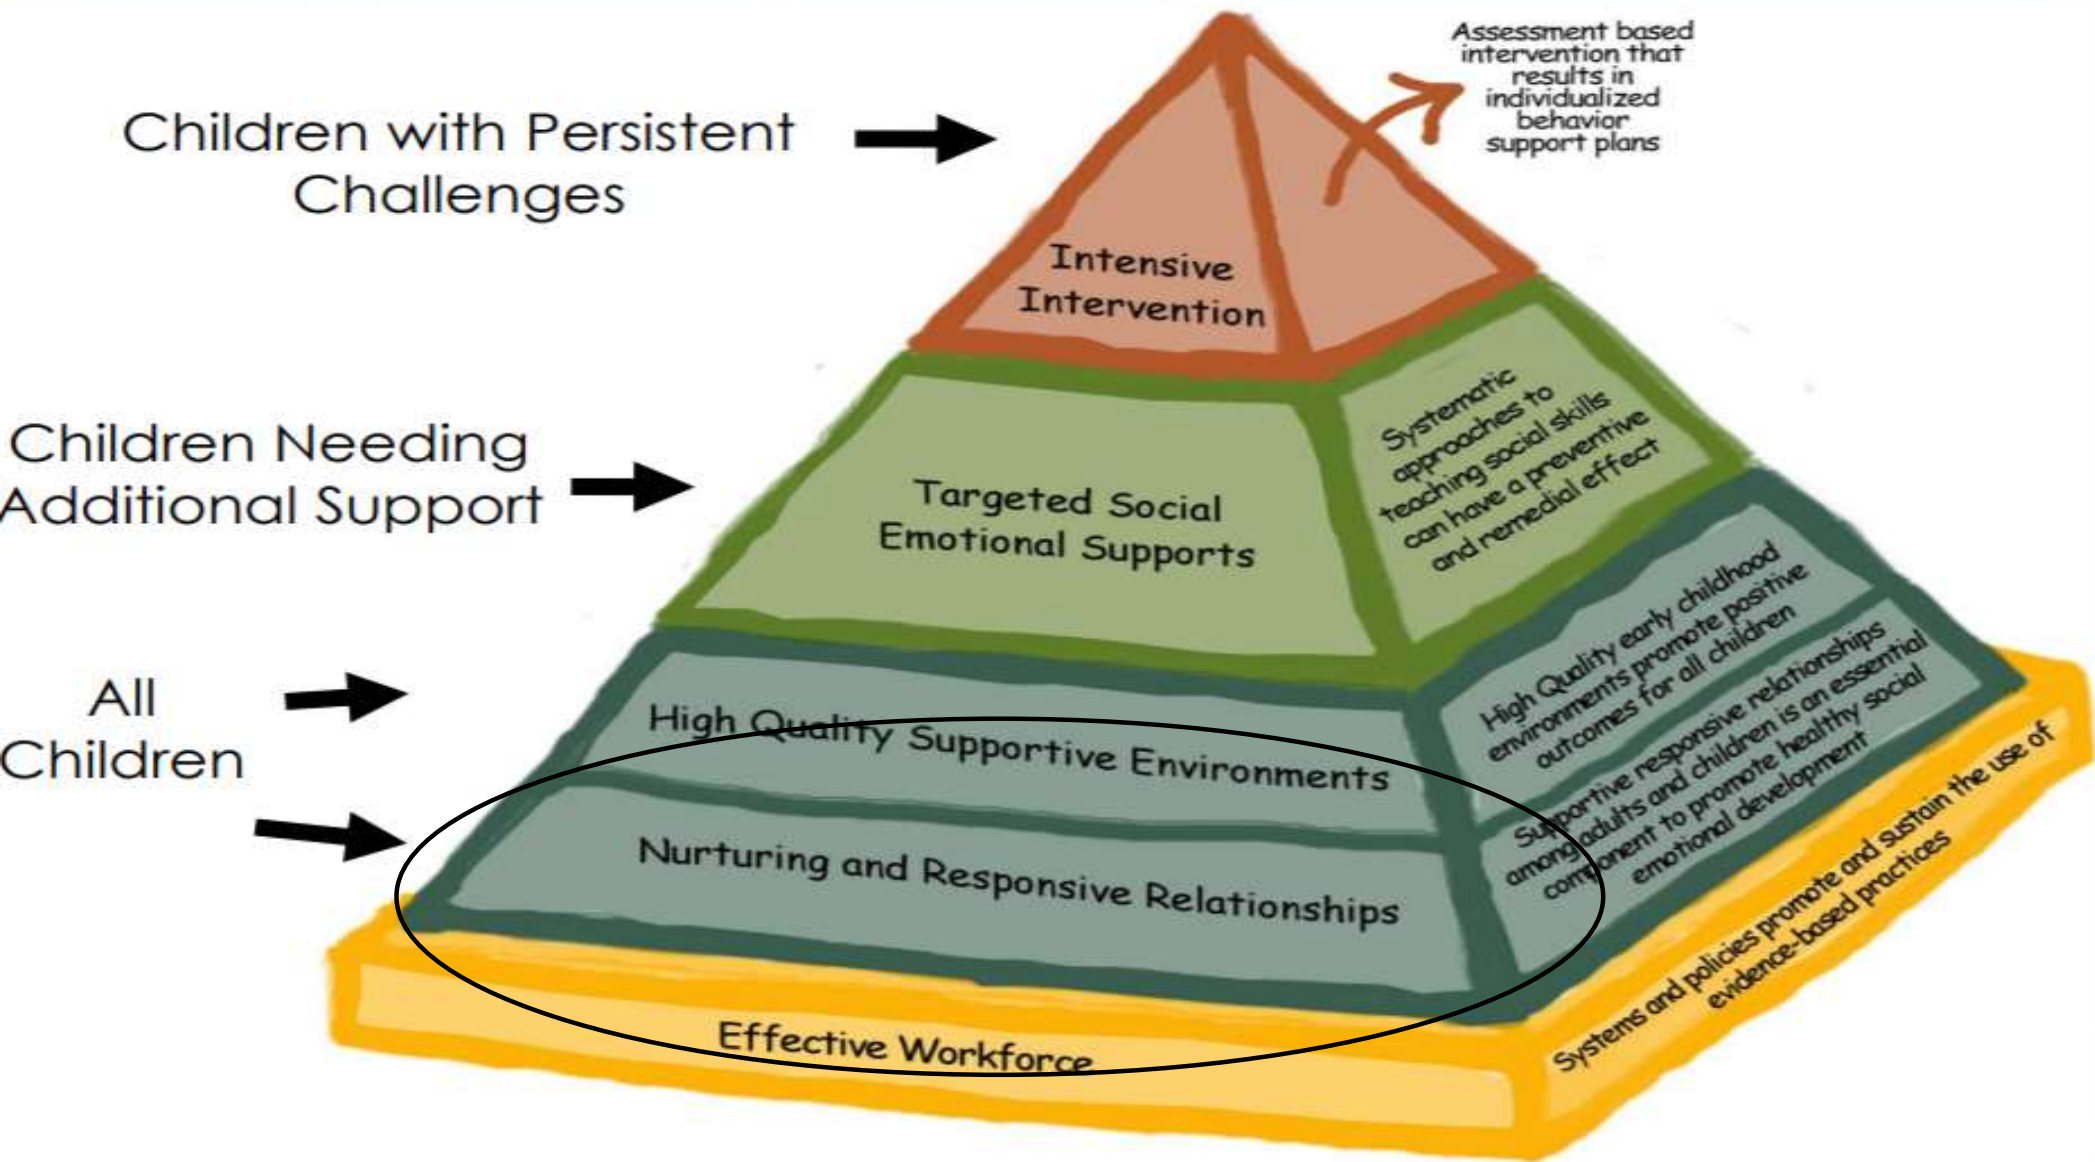 Assessment based
intervention that
results in
individualized
behavior
support plans
Children with Persistent
Challenges
Intensive
Intervention
Systematic
approaches to
teaching social skills
can have a preventive
and remedial effect
Children Needing
Additional Support
Targeted Social
Emotional Supports
High Quality early childhood
environments promote positive
outcomes for all children
All
Children
High Quality Supportive Environments
Supportive responsive relationships
among adults and children is an essential
component to promote healthy social
emotional development
Nurturing and Responsive Relationships
Systems and policies promote and sustain the use of
evidence-based practices
Effective Workforce